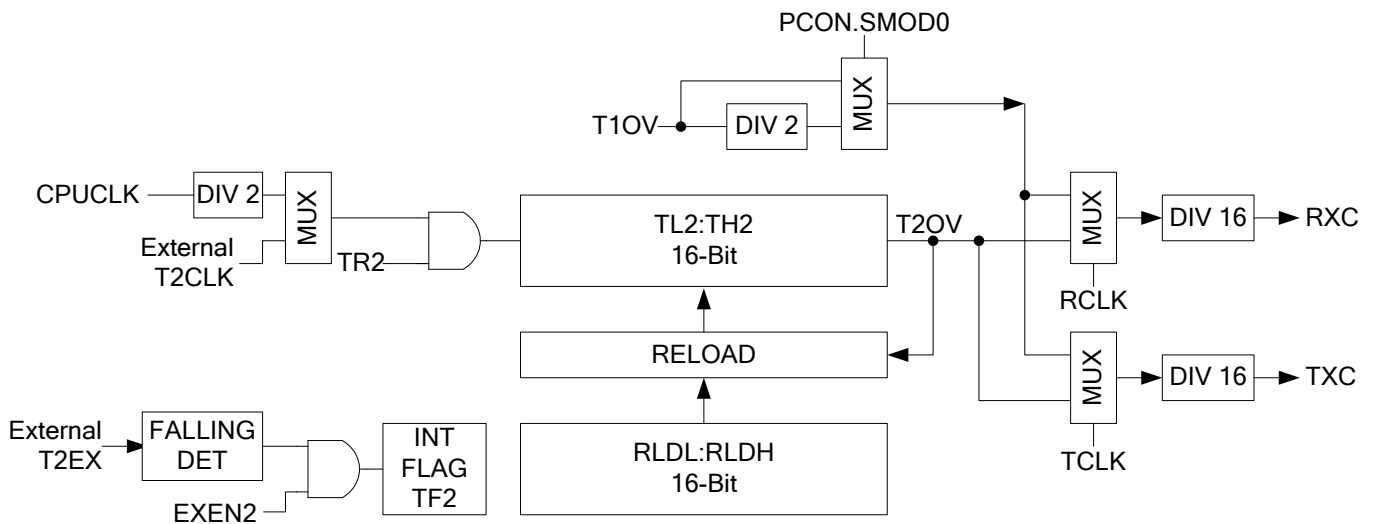 PCON.SMOD0
MUX
T1OV
DIV 2
CPUCLK
DIV 2
MUX
External
T2CLK
TR2
TL2:TH2
16-Bit
T2OV
MUX
DIV 16
RXC
RCLK
RELOAD
MUX
DIV 16
TXC
TCLK
External
T2EX
FALLING
DET
EXEN2
INT
FLAG
TF2
RLDL:RLDH
16-Bit